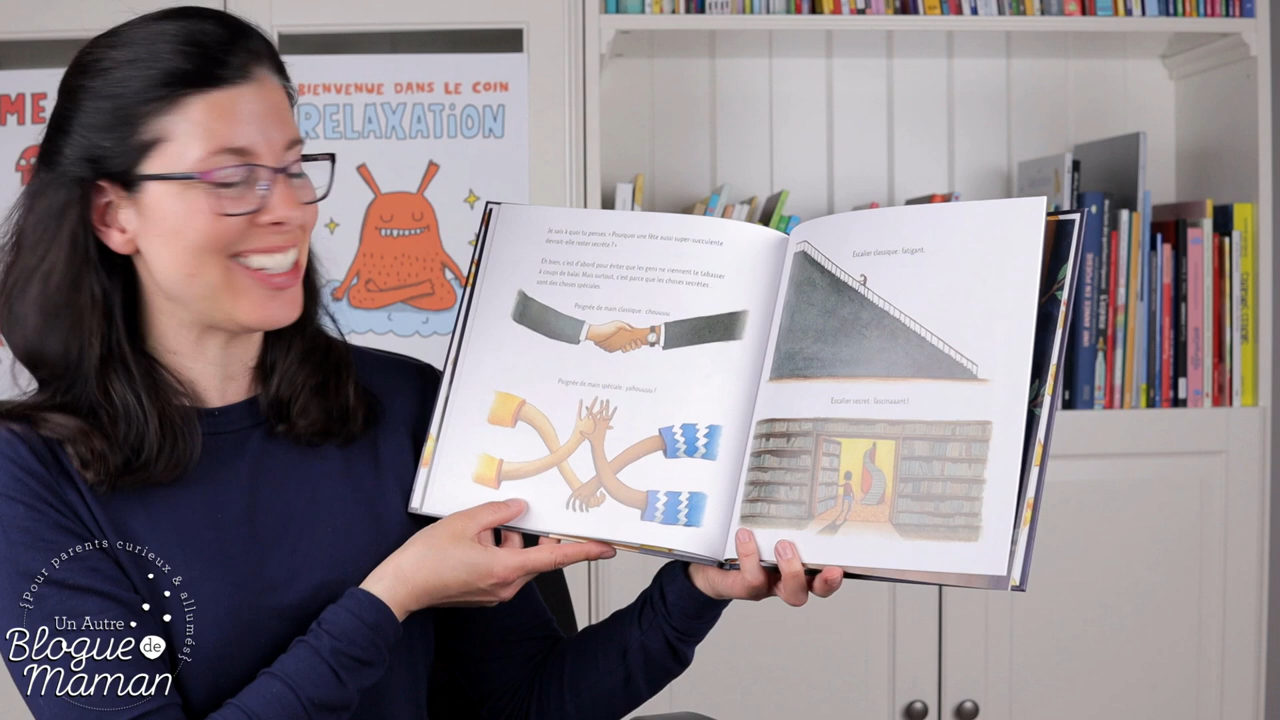 ME
BIENVENUE DANS LE COIN
RELAXATION
Je sais à quoi tu penses. « Pourquoi une fête aussi super-succulente
devrait-elle rester secrète ? »
Eh bien, c'est d'abord pour éviter que les gens ne viennent te tabasser
à coups de balai. Mais surtout, c'est parce que les choses secrètes...
sont des choses spéciales.
Poignée de main classique : chouuuu.
Poignée de main spéciale : yahouuuu !
Escalier classique : fatigant.
Escalier secret : fascinaaant !
{Pour parents curieux & allumés}
Un Autre
Blogue de
Maman